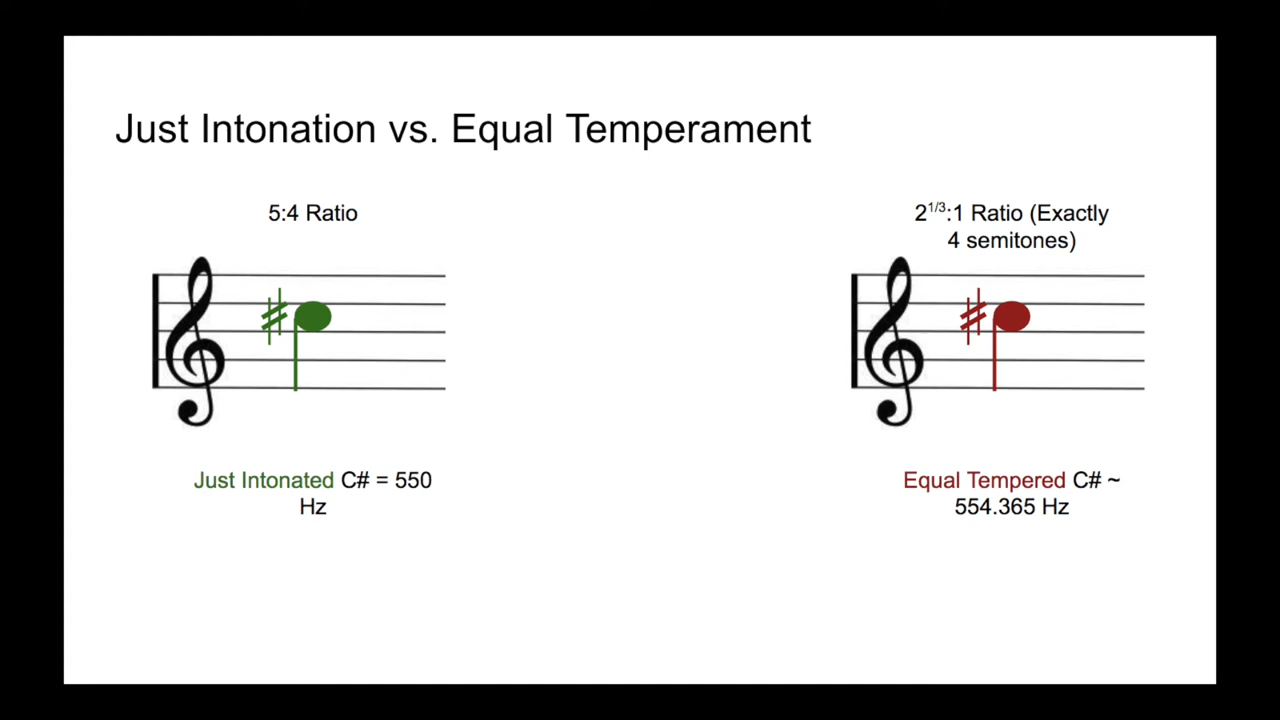 Just Intonation vs. Equal Temperament
5:4 Ratio
2^1/3:1 Ratio (Exactly
4 semitones)
Just Intonated C# = 550
Hz
Equal Tempered C# ~
554.365 Hz